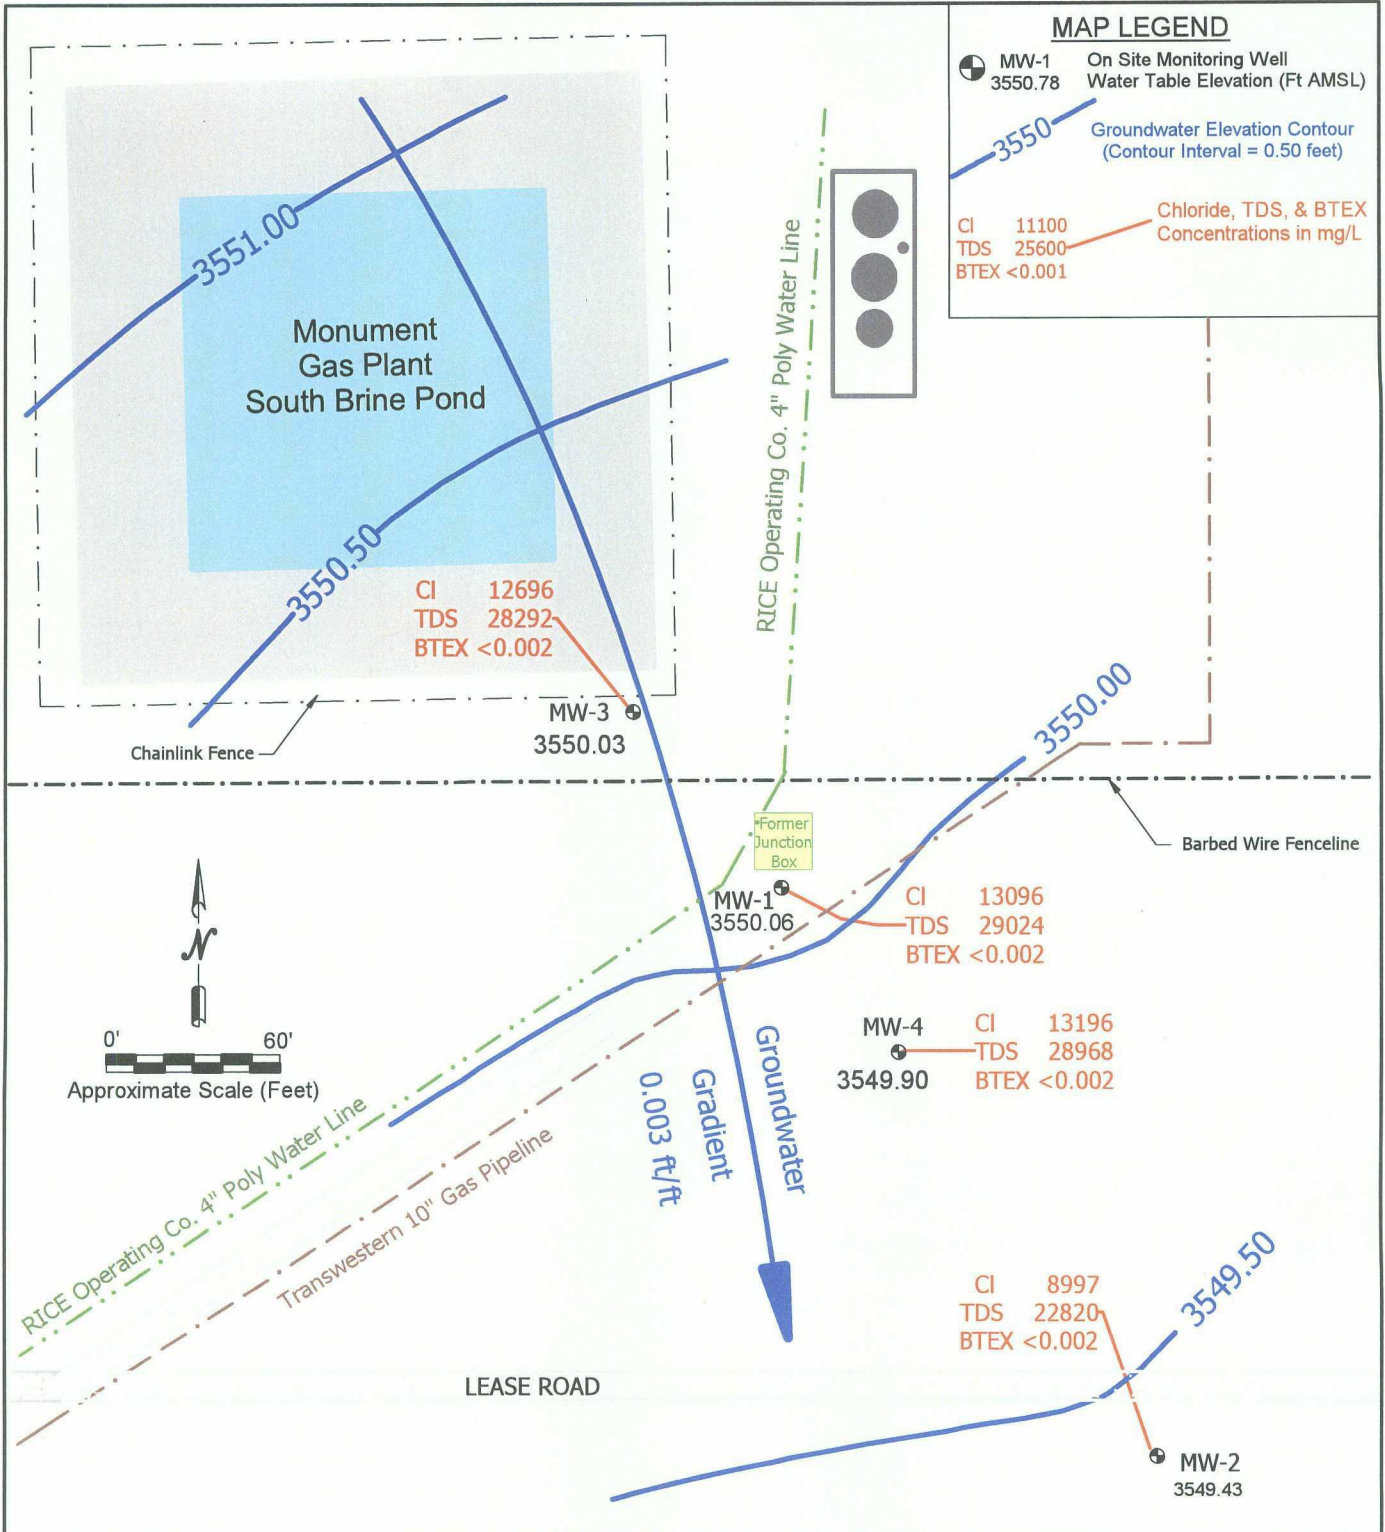 MAP LEGEND
MW-1
3550.78
On Site Monitoring Well
Water Table Elevation (Ft AMSL)
3550
Groundwater Elevation Contour
(Contour Interval = 0.50 feet)
Cl 11100
TDS 25600
BTEX <0.001
Chloride, TDS, & BTEX
Concentrations in mg/L
3551.00
Monument
Gas Plant
South Brine Pond
RICE Operating Co. 4" Poly Water Line
3550.50
Cl 12696
TDS 28292
BTEX <0.002
MW-3
3550.03
Chainlink Fence
3550.00
Former
Junction
Box
Barbed Wire Fenceline
MW-1
3550.06
Cl 13096
TDS 29024
BTEX <0.002
N
0' 60'
Approximate Scale (Feet)
MW-4
3549.90
Cl 13196
TDS 28968
BTEX <0.002
Groundwater
Gradient
0.003 ft/ft
RICE Operating Co. 4" Poly Water Line
Transwestern 10" Gas Pipeline
3549.50
Cl 8997
TDS 22820
BTEX <0.002
LEASE ROAD
MW-2
3549.43